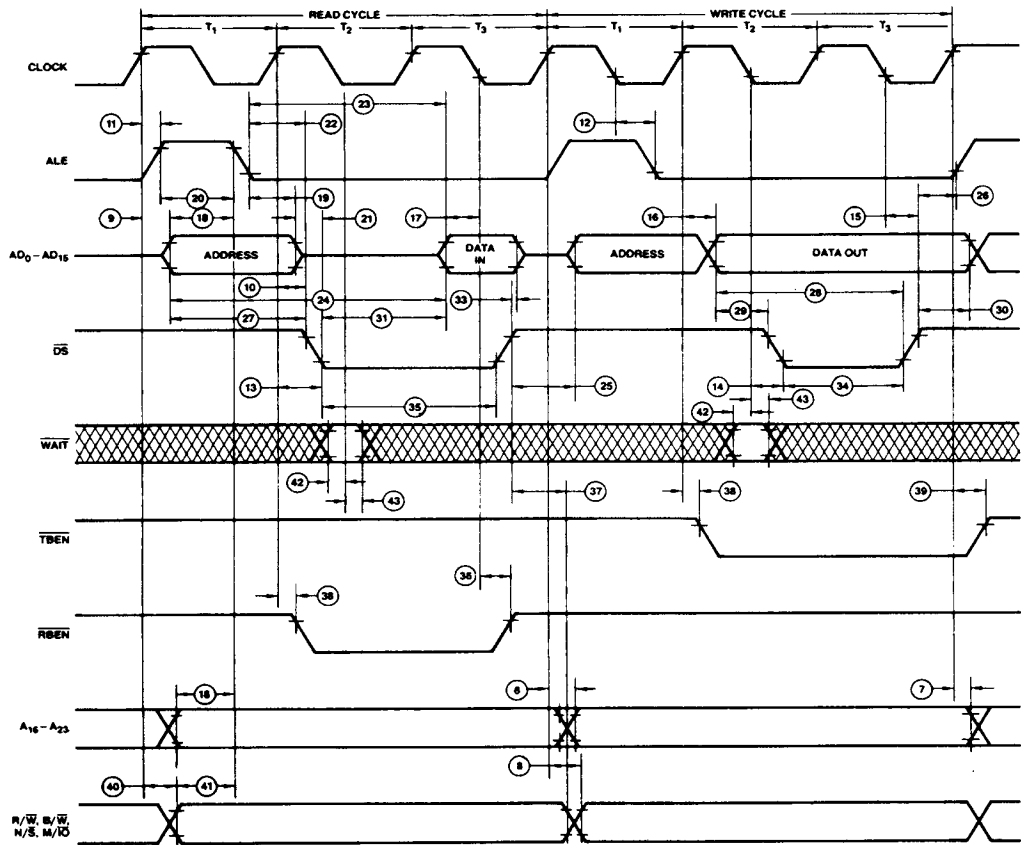 READ CYCLE WRITE CYCLE
T1 T2 T3 T1 T2 T3
CLOCK
23
11 22 12
ALE
20 19 26
9 18 21 17 16 15
AD0 – AD15 ADDRESS DATA IN ADDRESS DATA OUT
10
24 33 28
27 31 29 30
DS
13 25 14 34
35 42 43
WAIT
42 43 37 38 39
TBEN
38 36
RBEN
18 6 7
A16 – A23
8
40 41
R/W, B/W,
N/S, M/IO